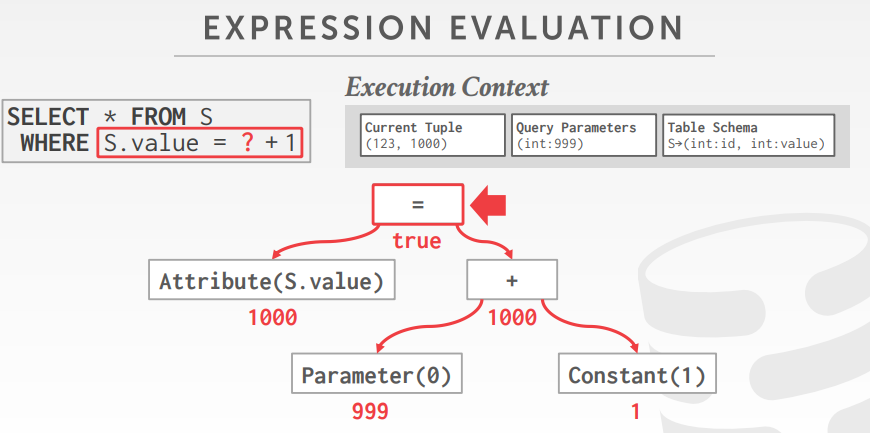 EXPRESSION EVALUATION
SELECT * FROM S
WHERE S.value = ? + 1
Execution Context
Current Tuple
(123, 1000)
Query Parameters
(int:999)
Table Schema
S→(int:id, int:value)
=
true
Attribute(S.value)
+
1000
1000
Parameter(0)
Constant(1)
999
1